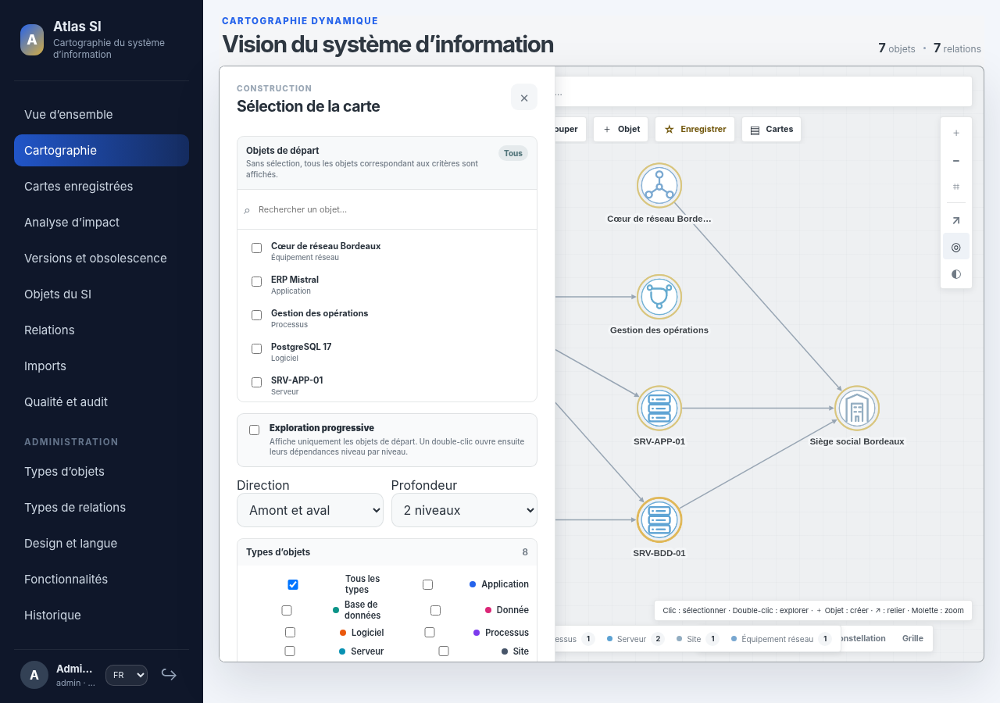 A
Atlas SI
Cartographie du système
d’information
Vue d’ensemble
Cartographie
Cartes enregistrées
Analyse d’impact
Versions et obsolescence
Objets du SI
Relations
Imports
Qualité et audit
ADMINISTRATION
Types d’objets
Types de relations
Design et langue
Fonctionnalités
Historique
A
Admi...
admin · ...
FR
CARTOGRAPHIE DYNAMIQUE
Vision du système d’information
7 objets • 7 relations
CONSTRUCTION
Sélection de la carte
×
Objets de départ
Sans sélection, tous les objets correspondant aux critères sont
affichés.
Tous
Rechercher un objet...
Cœur de réseau Bordeaux
Équipement réseau
ERP Mistral
Application
Gestion des opérations
Processus
PostgreSQL 17
Logiciel
SRV-APP-01
Serveur
Exploration progressive
Affiche uniquement les objets de départ. Un double-clic ouvre ensuite
leurs dépendances niveau par niveau.
Direction
Profondeur
Amont et aval
2 niveaux
Types d’objets
8
Tous les
types
Application
Base de
données
Donnée
Logiciel
Processus
Serveur
Site
...
ouper
+ Objet
☆ Enregistrer
▤ Cartes
Cœur de réseau Borde...
Gestion des opérations
SRV-APP-01
Siège social Bordeaux
SRV-BDD-01
Clic : sélectionner · Double-clic : explorer · + Objet : créer · ↗ : relier · Molette : zoom
essus 1
Serveur 2
Site 1
Équipement réseau 1
nstellation
Grille